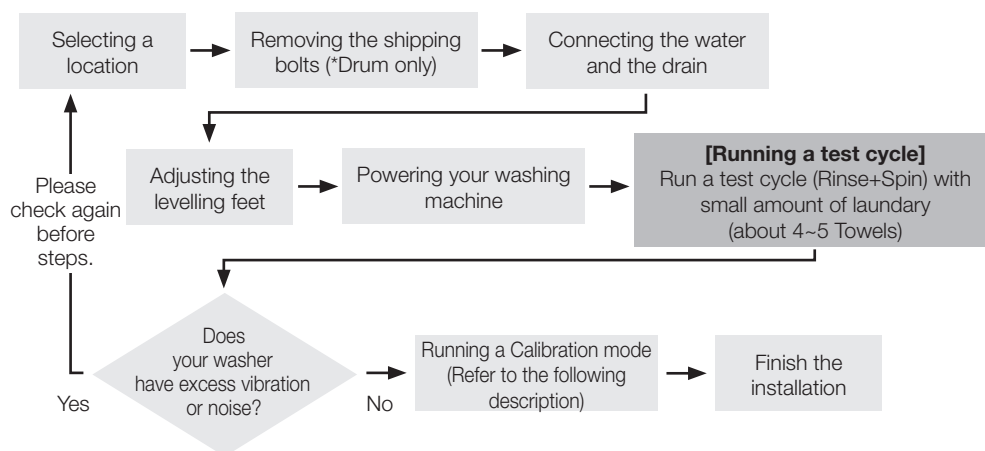 Selecting a
location
Removing the shipping
bolts (*Drum only)
Connecting the water
and the drain
Adjusting the
levelling feet
Powering your washing
machine
[Running a test cycle]
Run a test cycle (Rinse+Spin) with
small amount of laundary
(about 4~5 Towels)
Please
check again
before
steps.
Does
your washer
have excess vibration
or noise?
Yes
No
Running a Calibration mode
(Refer to the following
description)
Finish the
installation